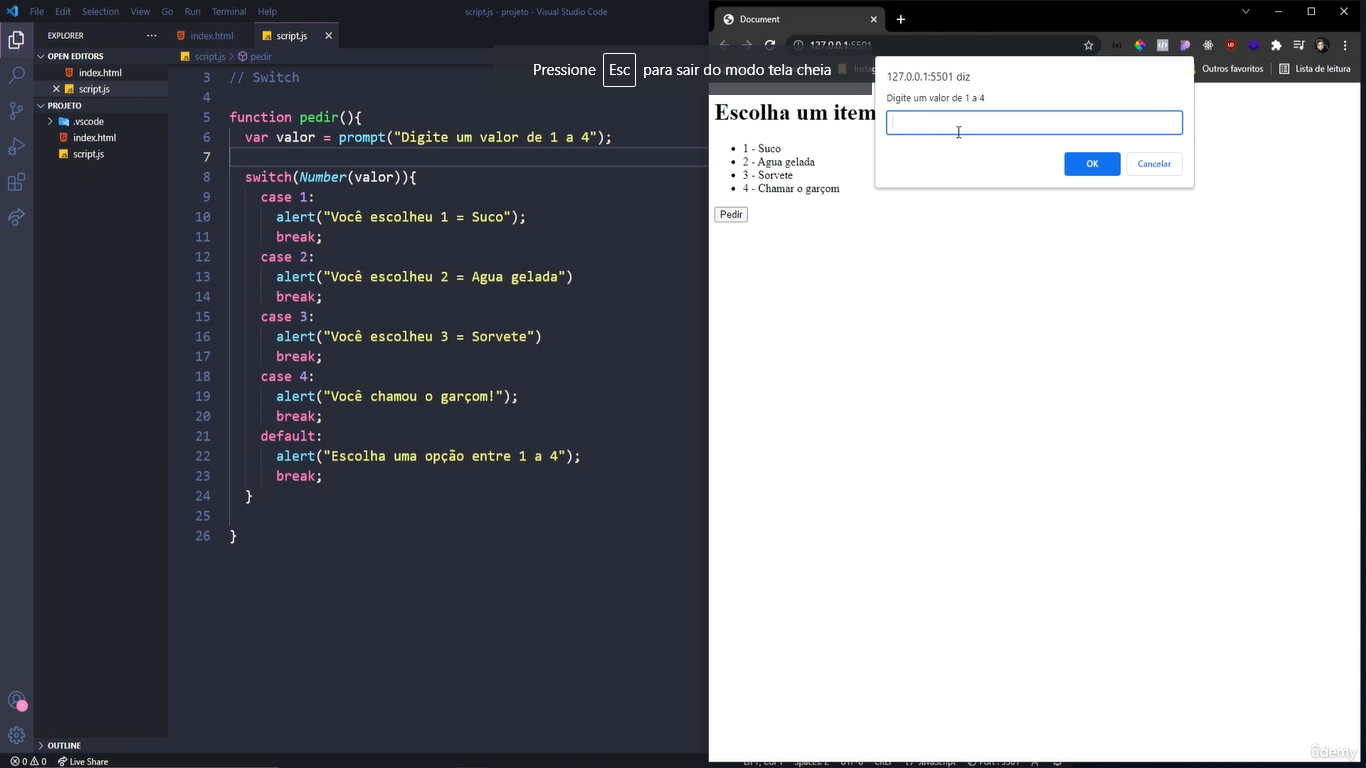 File Edit Selection View Go Run Terminal Help
script.js - projeto - Visual Studio Code
EXPLORER
OPEN EDITORS
index.html
script.js
PROJETO
.vscode
index.html
script.js
OUTLINE
0 0 Live Share
index.html script.js
script.js > pedir
3 // Switch
4
5 function pedir(){
6 var valor = prompt("Digite um valor de 1 a 4");
7
8 switch(Number(valor)){
9 case 1:
10 alert("Você escolheu 1 = Suco");
11 break;
12 case 2:
13 alert("Você escolheu 2 = Agua gelada")
14 break;
15 case 3:
16 alert("Você escolheu 3 = Sorvete")
17 break;
18 case 4:
19 alert("Você chamou o garçom!");
20 break;
21 default:
22 alert("Escolha uma opção entre 1 a 4");
23 break;
24 }
25
26 }
Pressione Esc para sair do modo tela cheia
Document
127.0.0.1:5501
Outros favoritos Lista de leitura
127.0.0.1:5501 diz
Digite um valor de 1 a 4
OK Cancelar
Escolha um item
1 - Suco
2 - Agua gelada
3 - Sorvete
4 - Chamar o garçom
Pedir
ûdemy